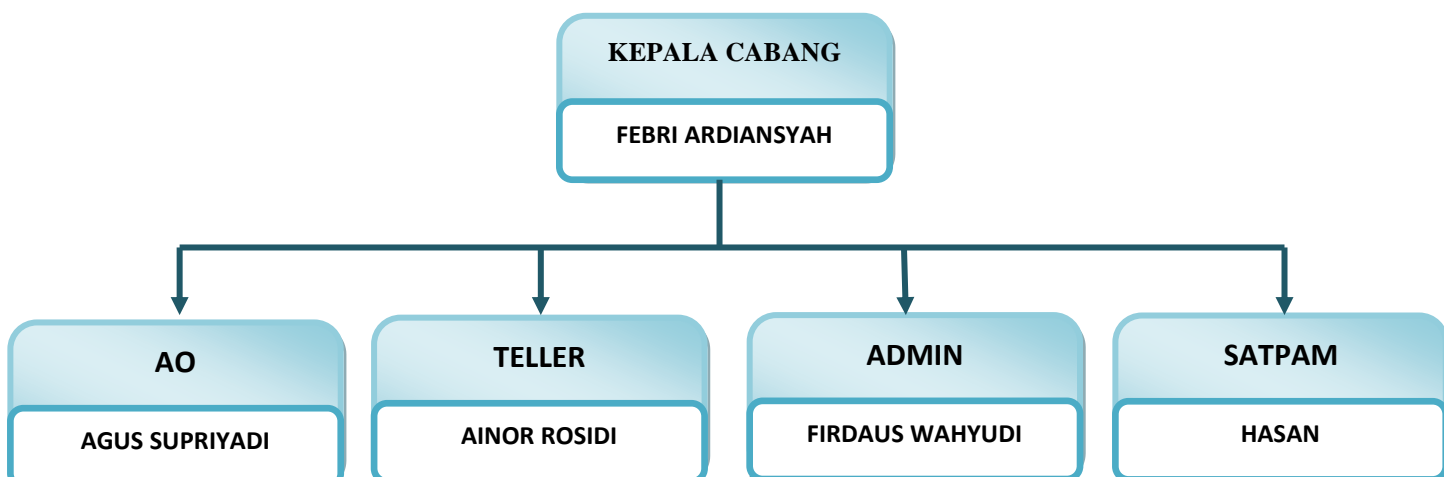 KEPALA CABANG
FEBRI ARDIANSYAH
AO
AGUS SUPRIYADI
TELLER
AINOR ROSIDI
ADMIN
FIRDAUS WAHYUDI
SATPAM
HASAN